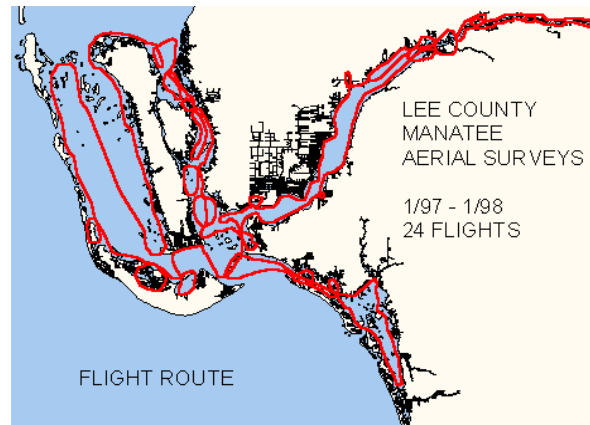 LEE COUNTY
MANATEE
AERIAL SURVEYS
1/97 - 1/98
24 FLIGHTS
FLIGHT ROUTE